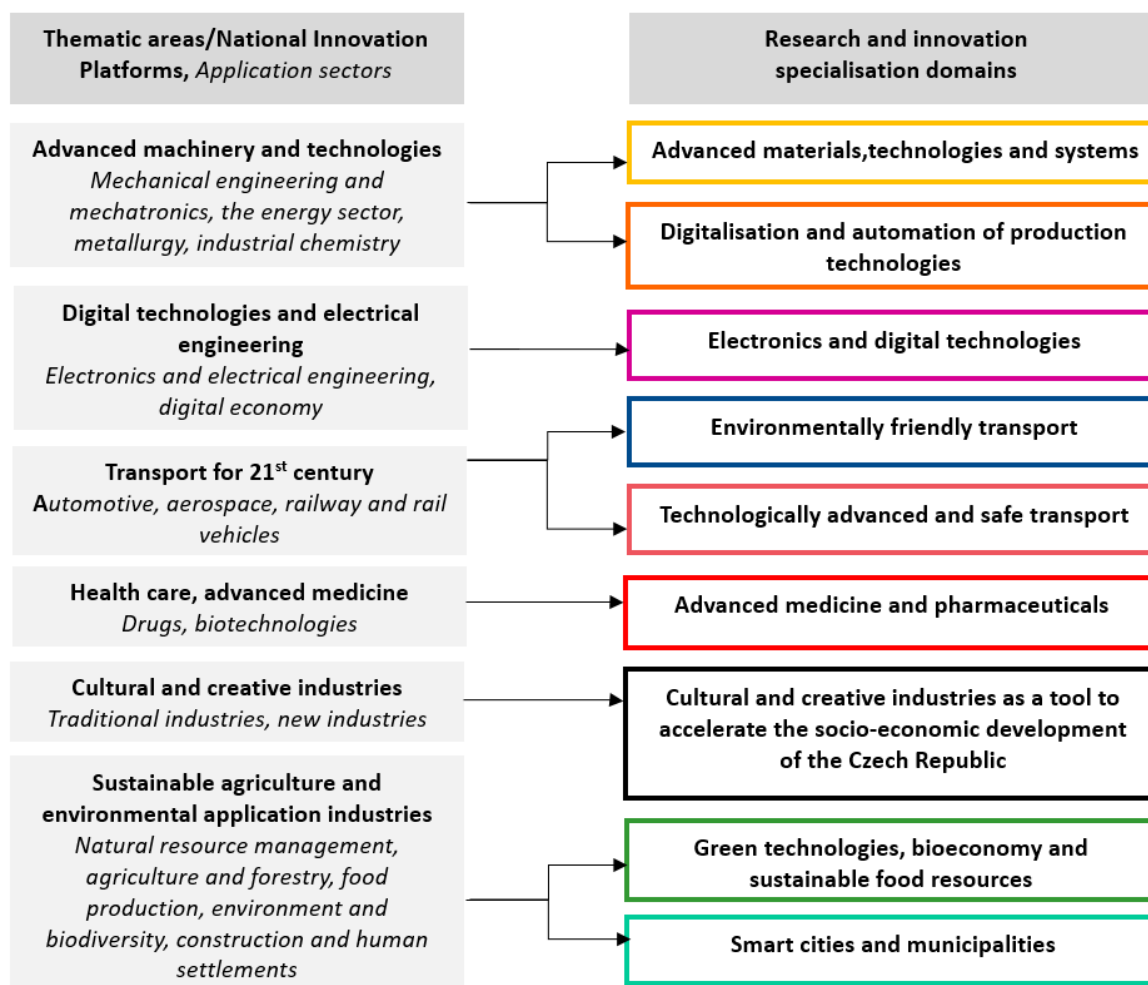 Thematic areas/National Innovation
Platforms, Application sectors
Research and innovation
specialisation domains
Advanced machinery and technologies
Mechanical engineering and
mechatronics, the energy sector,
metallurgy, industrial chemistry
Advanced materials,technologies and systems
Digitalisation and automation of production
technologies
Digital technologies and electrical
engineering
Electronics and electrical engineering,
digital economy
Electronics and digital technologies
Transport for 21st century
Automotive, aerospace, railway and rail
vehicles
Environmentally friendly transport
Technologically advanced and safe transport
Health care, advanced medicine
Drugs, biotechnologies
Advanced medicine and pharmaceuticals
Cultural and creative industries
Traditional industries, new industries
Cultural and creative industries as a tool to
accelerate the socio-economic development
of the Czech Republic
Sustainable agriculture and
environmental application industries
Natural resource management,
agriculture and forestry, food
production, environment and
biodiversity, construction and human
settlements
Green technologies, bioeconomy and
sustainable food resources
Smart cities and municipalities